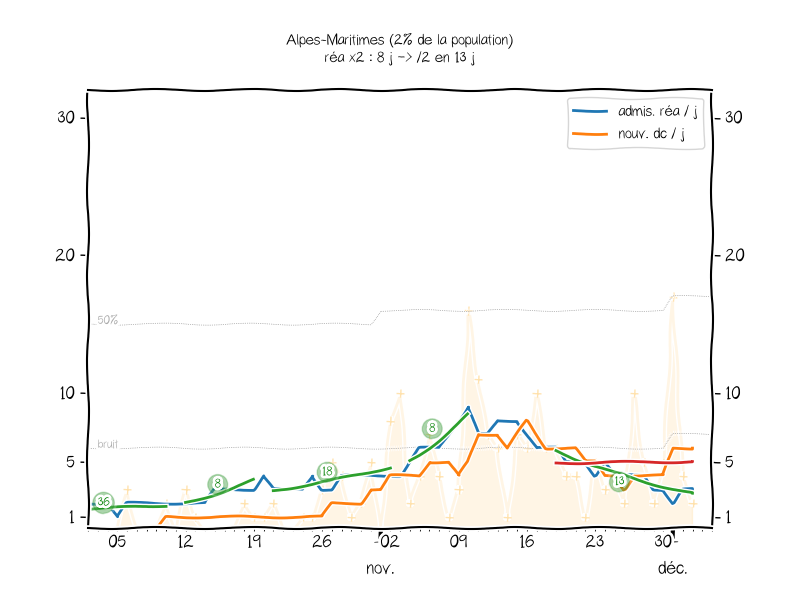 Alpes-Maritimes (2% de la population)
réa x2 : 8 j -> /2 en 13 j
admis. réa / j
nouv. dc / j
30
30
20
20
50%
10
10
bruit
5
5
1
1
36
8
18
8
13
05 12 19 26 02 09 16 23 30
nov. déc.